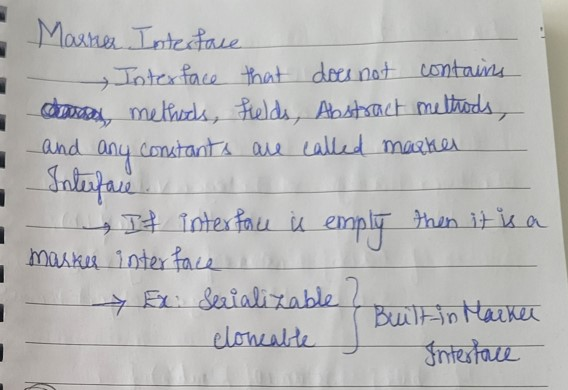 Marker Interface
→ Interface that does not contains
methods, fields, Abstract methods,
and any constants are called marker
Interface.
→ If interface is empty then it is a
marker interface
→ Ex: Serializable } Built-in Marker
cloneable Interface